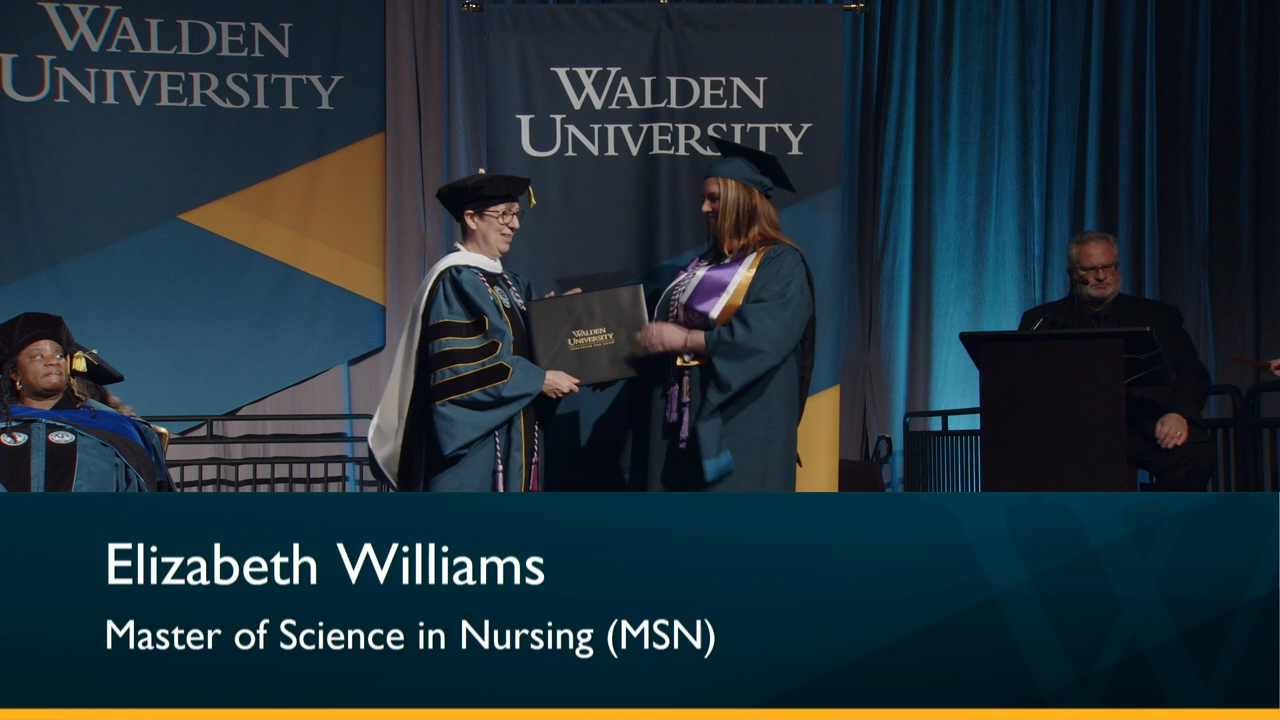 WALDEN
UNIVERSITY
WALDEN
UNIVERSITY
WALDEN
UNIVERSITY
Elizabeth Williams
Master of Science in Nursing (MSN)